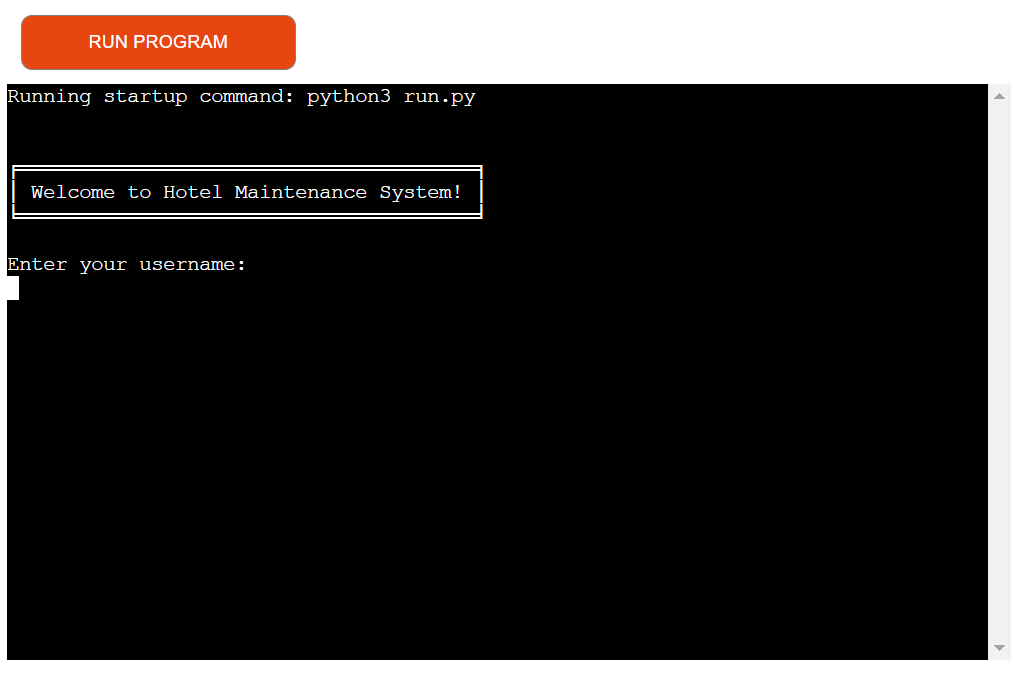 RUN PROGRAM
Running startup command: python3 run.py
Welcome to Hotel Maintenance System!
Enter your username: